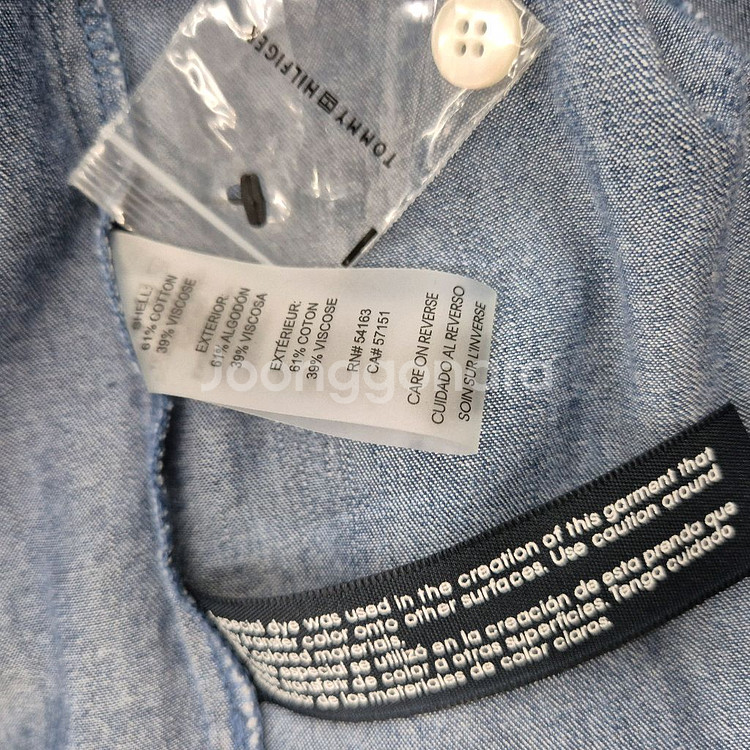 TOMMY HILFIGER
SHELL:
61% COTTON
39% VISCOSE
EXTERIOR:
61% ALGODÓN
39% VISCOSA
EXTÉRIEUR:
61% COTON
39% VISCOSE
RN# 54163
CA# 57151
CARE ON REVERSE
CUIDADO AL REVERSO
SOIN SUR L'INVERSE
Joonggonara
dye was used in the creation of this garment that
transfer color onto other surfaces. Use caution around
colored materials.
especial se utilizó en la creación de esta prenda que
de color a otras superficies. Tenga cuidado
de los materiales de color claros.